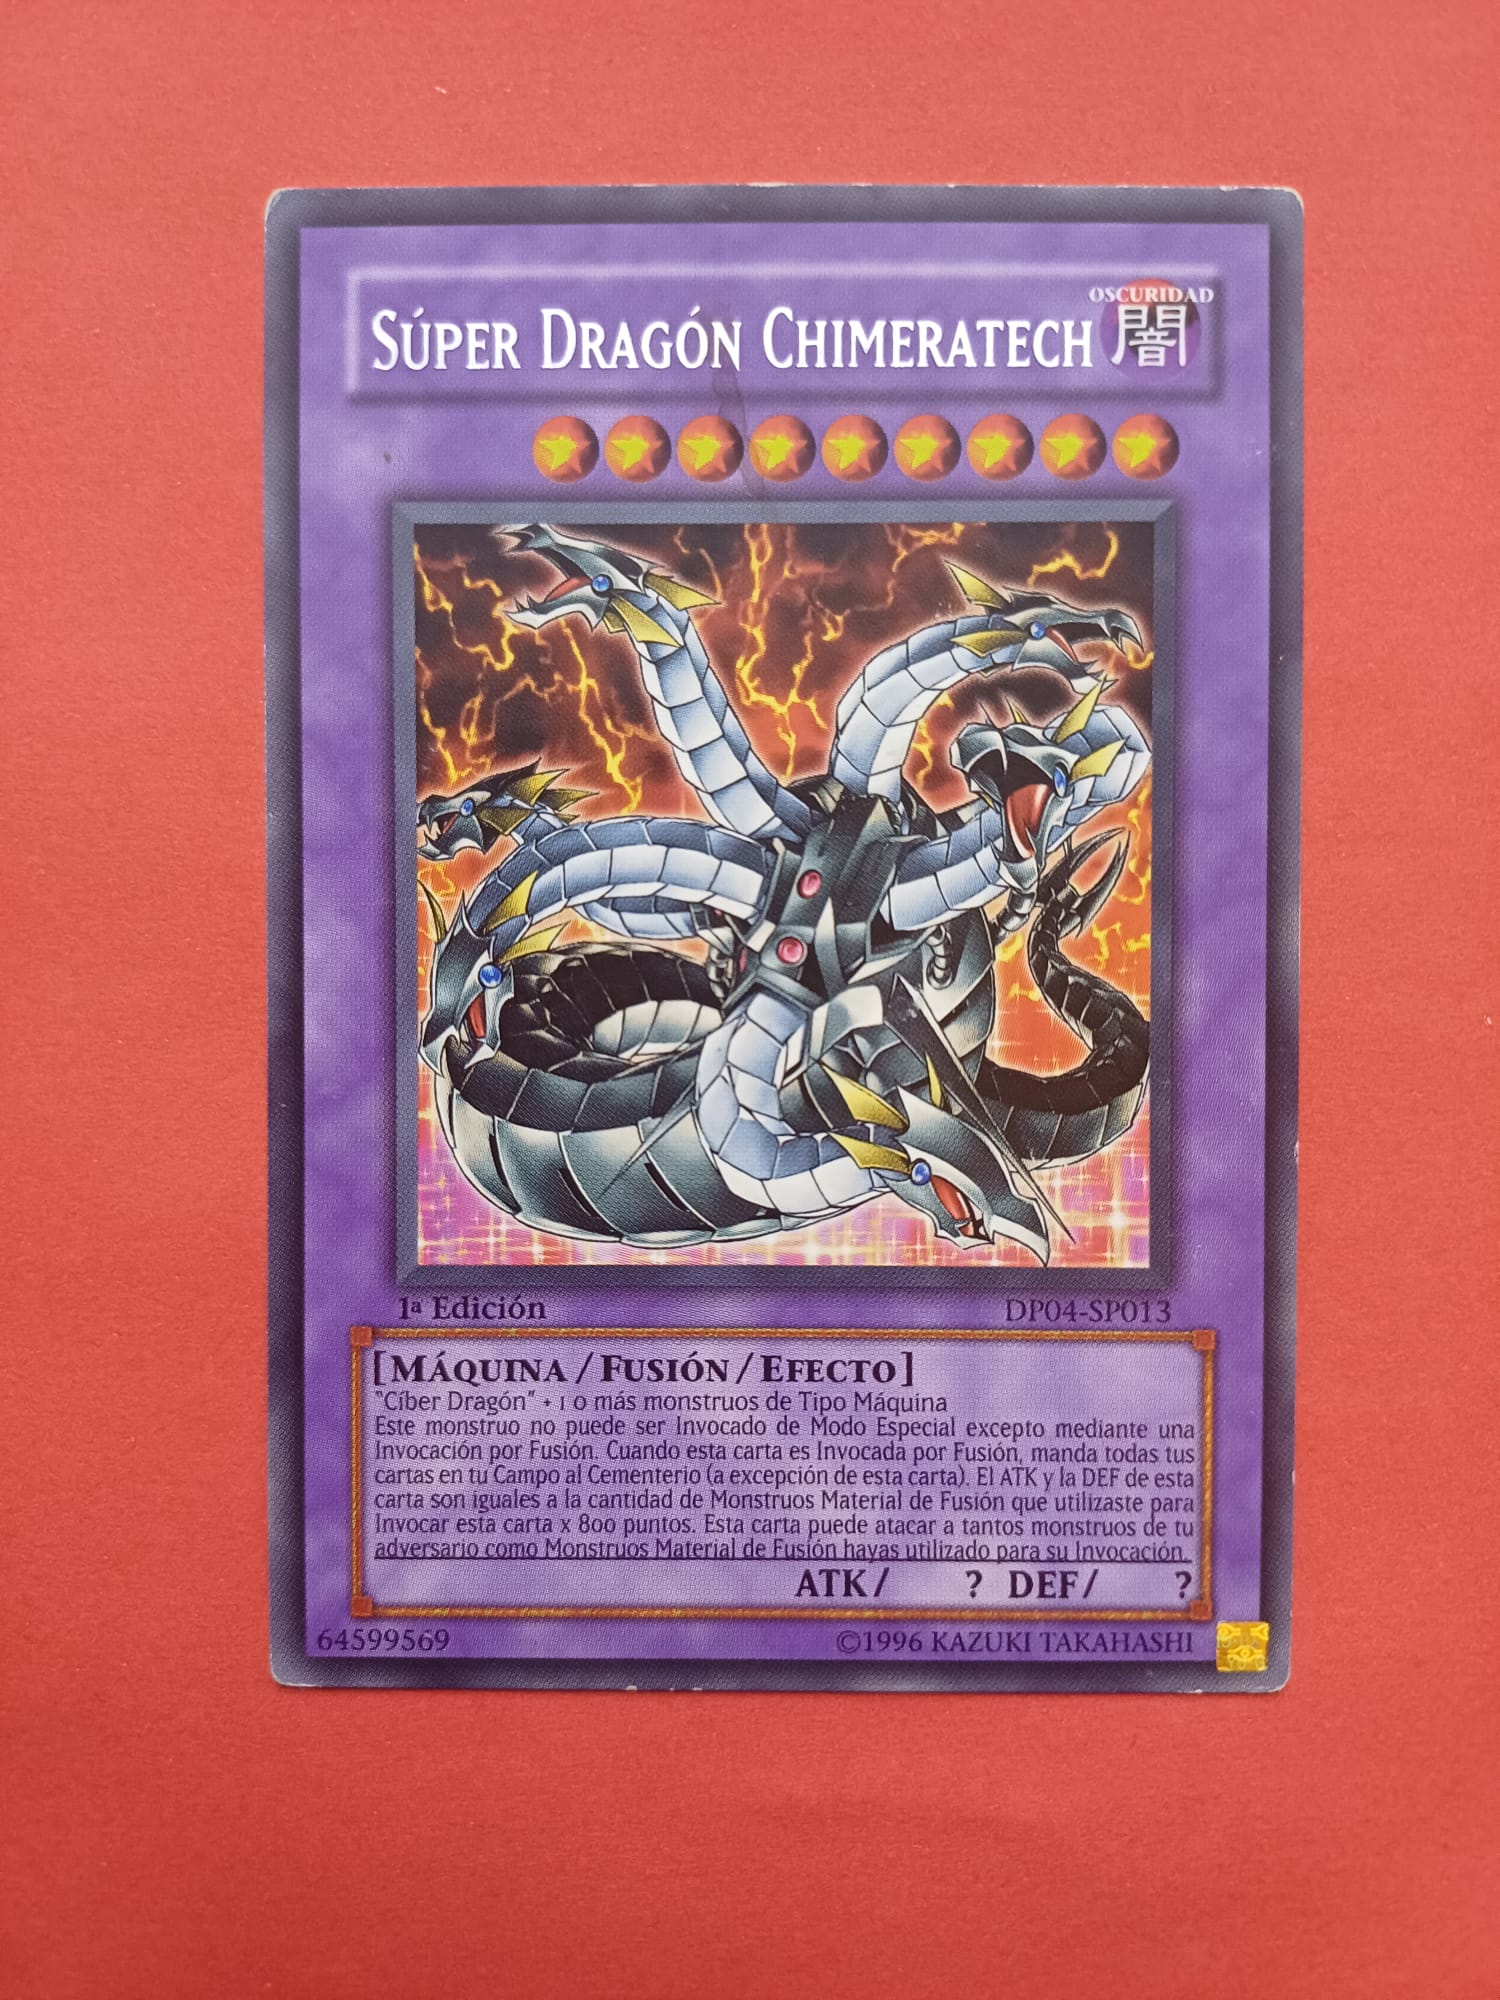 SÚPER DRAGÓN CHIMERATECH
OSCURIDAD
闇
1ª Edición
DP04-SP013
[MÁQUINA/FUSIÓN/EFECTO]
"Cíber Dragón" + 1 o más monstruos de Tipo Máquina
Este monstruo no puede ser Invocado de Modo Especial excepto mediante una
Invocación por Fusión. Cuando esta carta es Invocada por Fusión, manda todas tus
cartas en tu Campo al Cementerio (a excepción de esta carta). El ATK y la DEF de esta
carta son iguales a la cantidad de Monstruos Material de Fusión que utilizaste para
Invocar esta carta x 800 puntos. Esta carta puede atacar a tantos monstruos de tu
adversario como Monstruos Material de Fusión hayas utilizado para su Invocación.
ATK/ ? DEF/ ?
64599569
©1996 KAZUKI TAKAHASHI